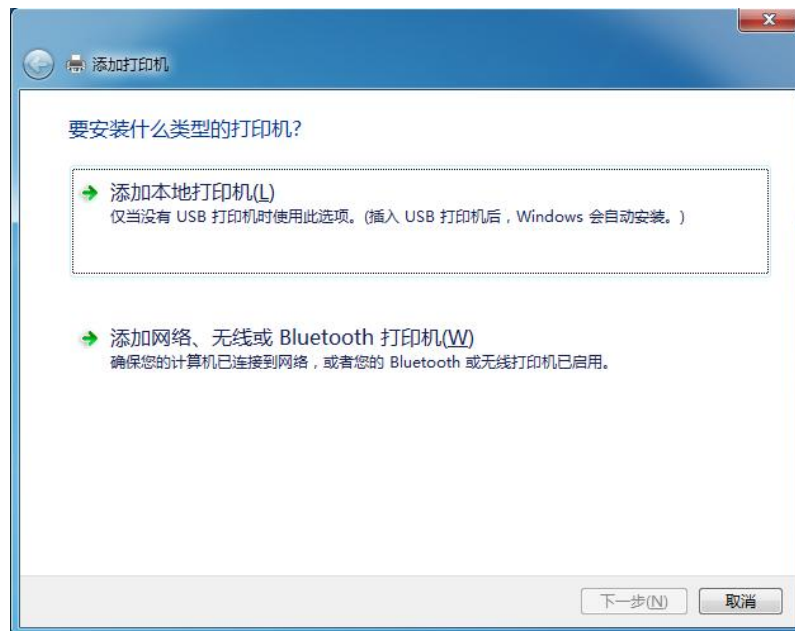 添加打印机
要安装什么类型的打印机?
添加本地打印机(L)
仅当没有 USB 打印机时使用此选项。(插入 USB 打印机后，Windows 会自动安装。)
添加网络、无线或 Bluetooth 打印机(W)
确保您的计算机已连接到网络，或者您的 Bluetooth 或无线打印机已启用。
下一步(N) 取消